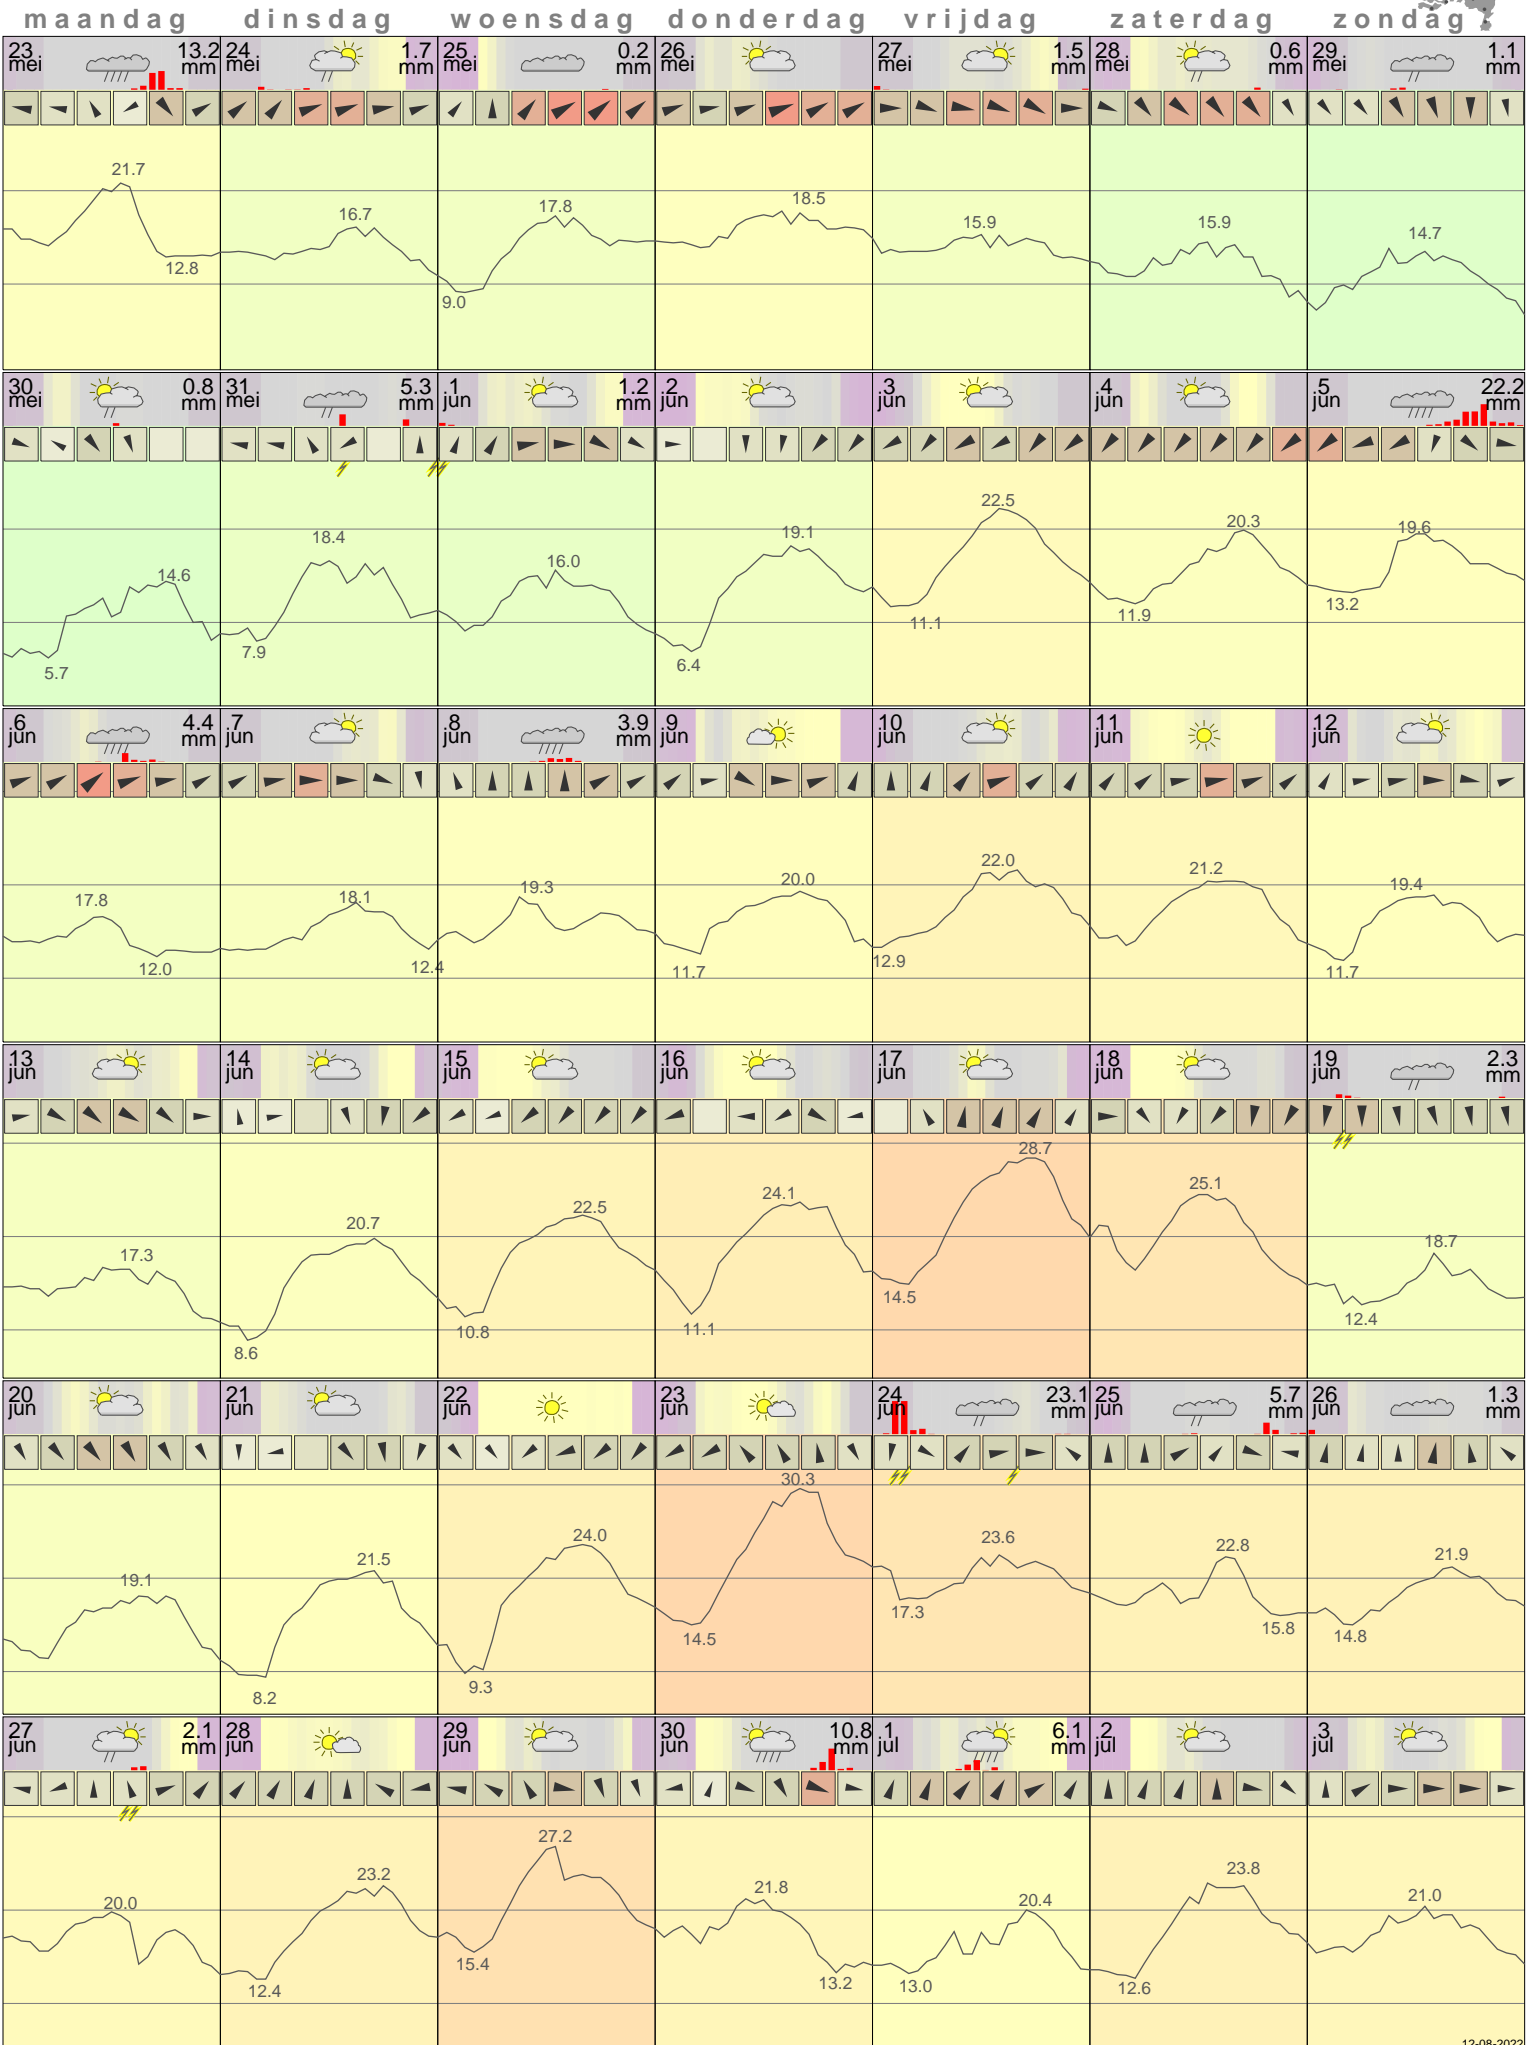 maandag dinsdag woensdag donderdag vrijdag zaterdag zondag
23 13.2 24 1.7 25 0.2 26 27 1.5 28 0.6 29 1.1
mei mm mei mm mei mm mei mei mm mei mm mei mm
21.7 16.7 17.8 18.5 15.9 15.9 14.7
12.8 9.0
30 0.8 31 5.3 1 1.2 2 3 4 5 22.2
mei mm mei mm jun mm jun jun jun jun mm
14.6 18.4 16.0 19.1 22.5 20.3 19.6
5.7 7.9 6.4 11.1 11.9 13.2
6 4.4 7 8 3.9 9 10 11 12
jun mm jun jun mm jun jun jun jun
17.8 18.1 19.3 20.0 22.0 21.2 19.4
12.0 12.4 11.7 12.9 11.7
13 14 15 16 17 18 19 2.3
jun jun jun jun jun jun jun mm
17.3 20.7 22.5 24.1 28.7 25.1 18.7
8.6 10.8 11.1 14.5 12.4
20 21 22 23 24 23.1 25 5.7 26 1.3
jun jun jun jun jun mm jun mm jun mm
19.1 21.5 24.0 30.3 23.6 22.8 21.9
8.2 9.3 14.5 17.3 15.8 14.8
27 2.1 28 29 30 10.8 1 6.1 2 3
jun mm jun jun jun mm jul mm jul jul
20.0 23.2 27.2 21.8 20.4 23.8 21.0
12.4 15.4 13.2 13.0 12.6
12-08-2022